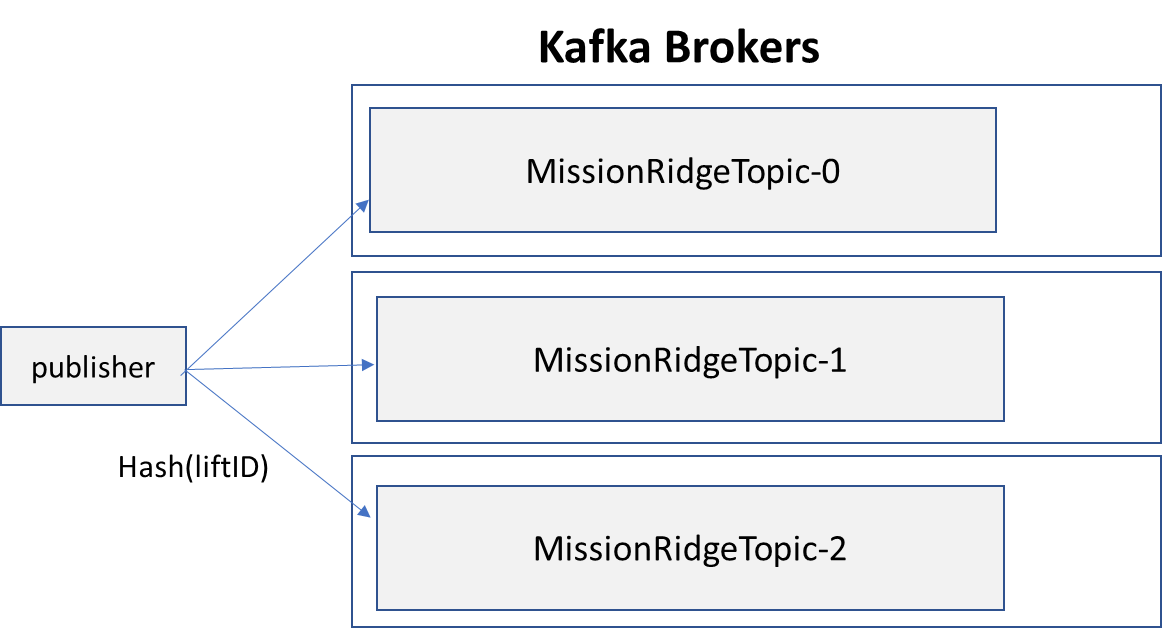 Kafka Brokers
MissionRidgeTopic-0
MissionRidgeTopic-1
publisher
Hash(liftID)
MissionRidgeTopic-2